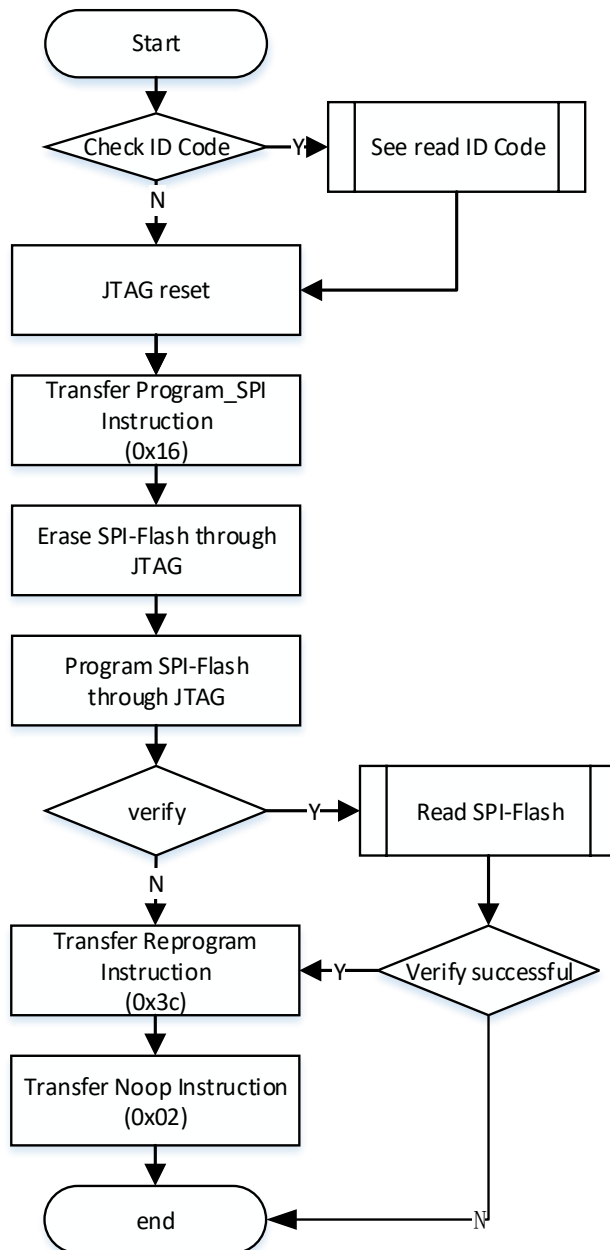 Start
Check ID Code
Y
See read ID Code
N
JTAG reset
Transfer Program_SPI
Instruction
(0x16)
Erase SPI-Flash through
JTAG
Program SPI-Flash
through JTAG
verify
Y
Read SPI-Flash
N
Transfer Reprogram
Instruction
(0x3c)
Y
Verify successful
Transfer Noop Instruction
(0x02)
end
N